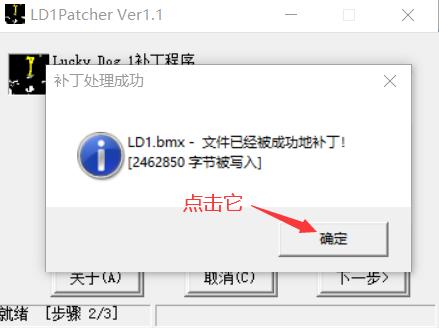 LD1Patcher Ver1.1
Lucky Dog 1补丁程序
补丁处理成功
LD1.bmx - 文件已经被成功地补丁!
[2462850 字节被写入]
点击它
确定
关于(A)
取消(C)
下一步>
就绪 [步骤 2/3]